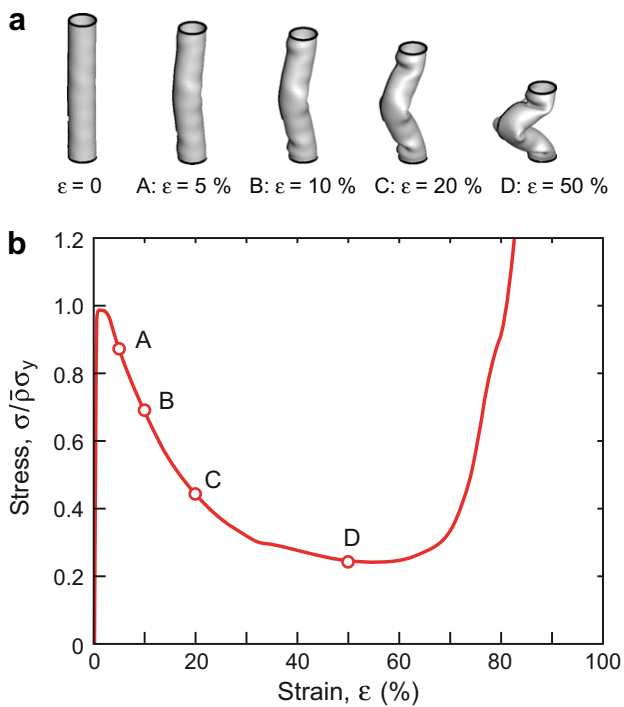 a
ε = 0 A: ε = 5 % B: ε = 10 % C: ε = 20 % D: ε = 50 %
b
1.2
1.0
0.8
0.6
0.4
0.2
0
Stress, σ/ρ̄σy
A
B
C
D
0 20 40 60 80 100
Strain, ε (%)